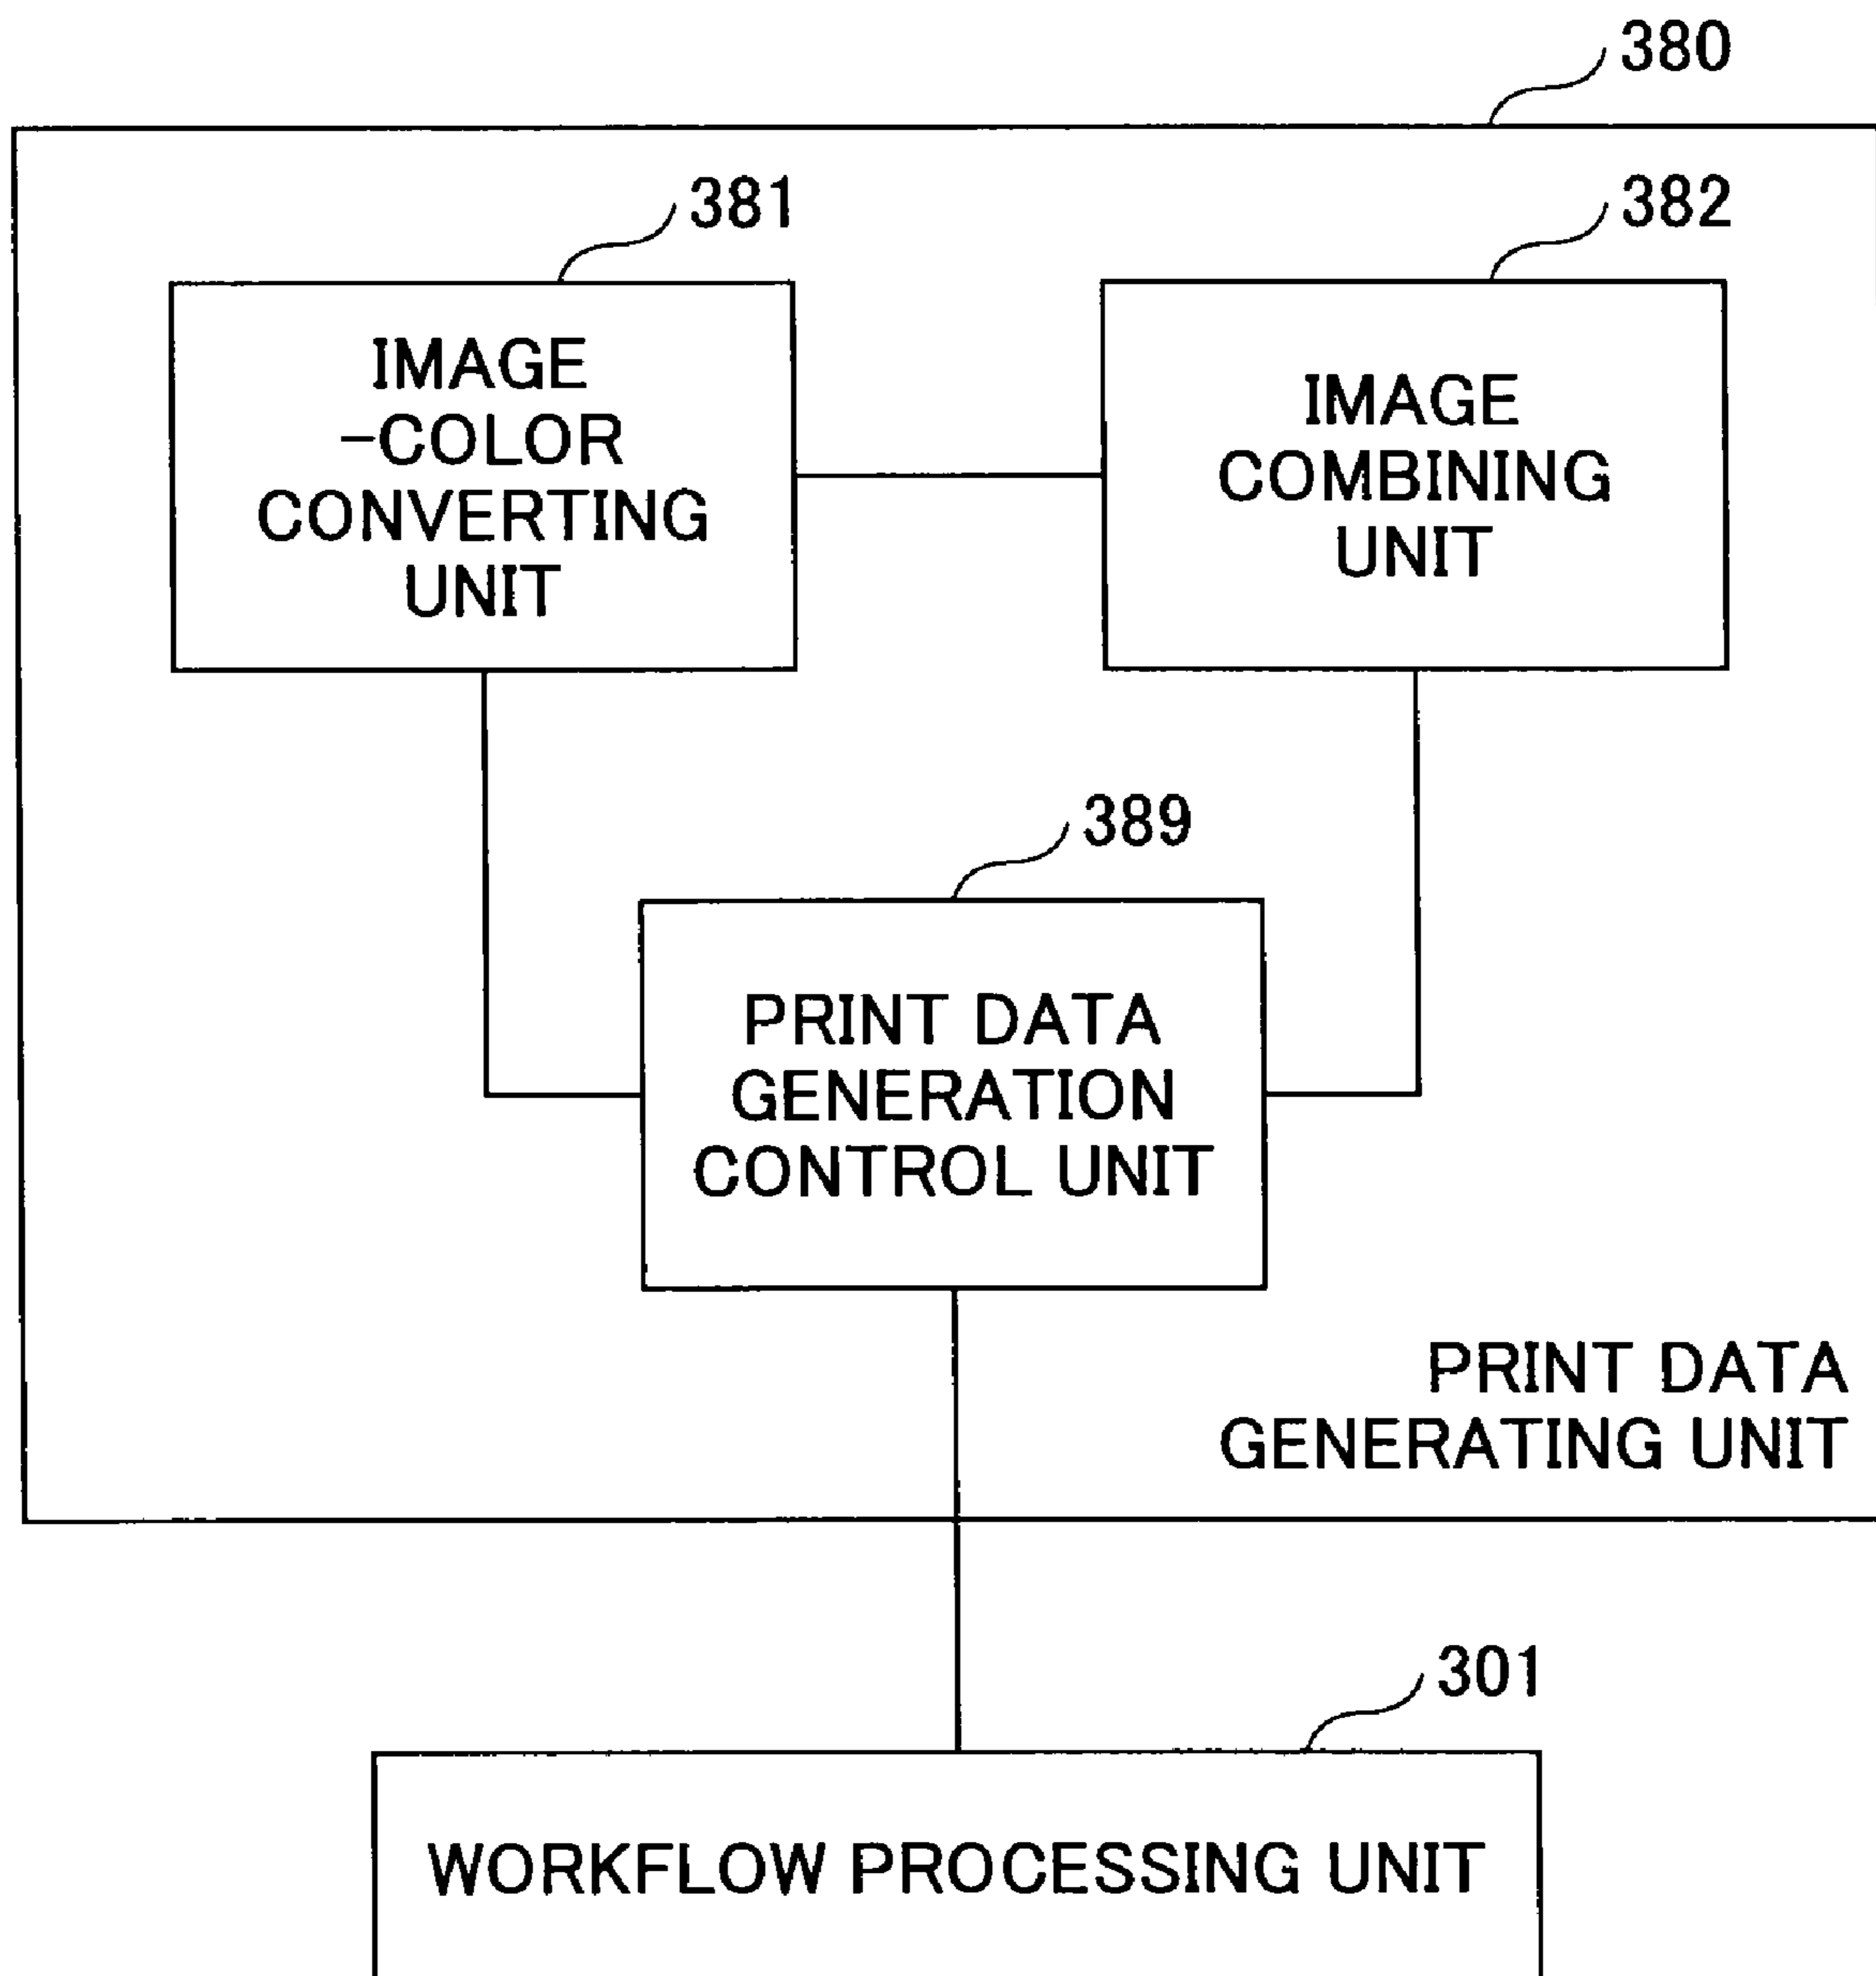 380
381
382
IMAGE
-COLOR
CONVERTING
UNIT
IMAGE
COMBINING
UNIT
389
PRINT DATA
GENERATION
CONTROL UNIT
PRINT DATA
GENERATING UNIT
301
WORKFLOW PROCESSING UNIT